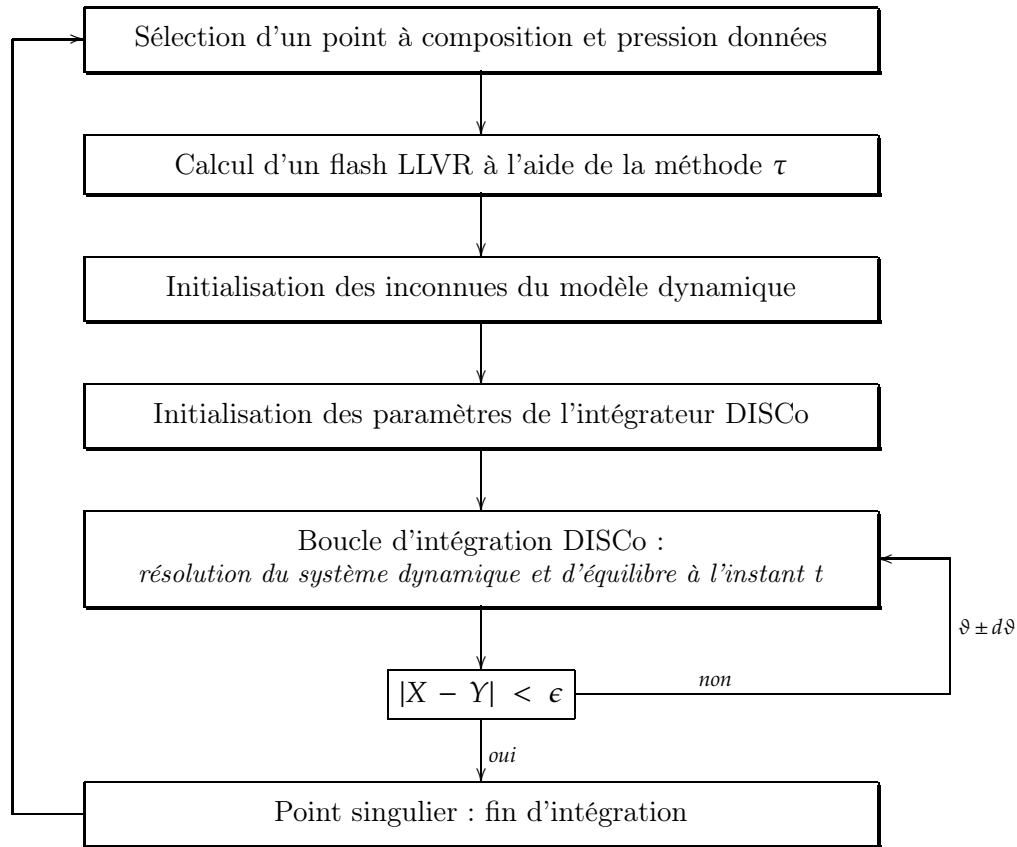 Sélection d'un point à composition et pression données
Calcul d'un flash LLVR à l'aide de la méthode τ
Initialisation des inconnues du modèle dynamique
Initialisation des paramètres de l'intégrateur DISCo
Boucle d'intégration DISCo :
résolution du système dynamique et d'équilibre à l'instant t
ϑ ± dϑ
|X − Y| < ϵ
non
oui
Point singulier : fin d'intégration